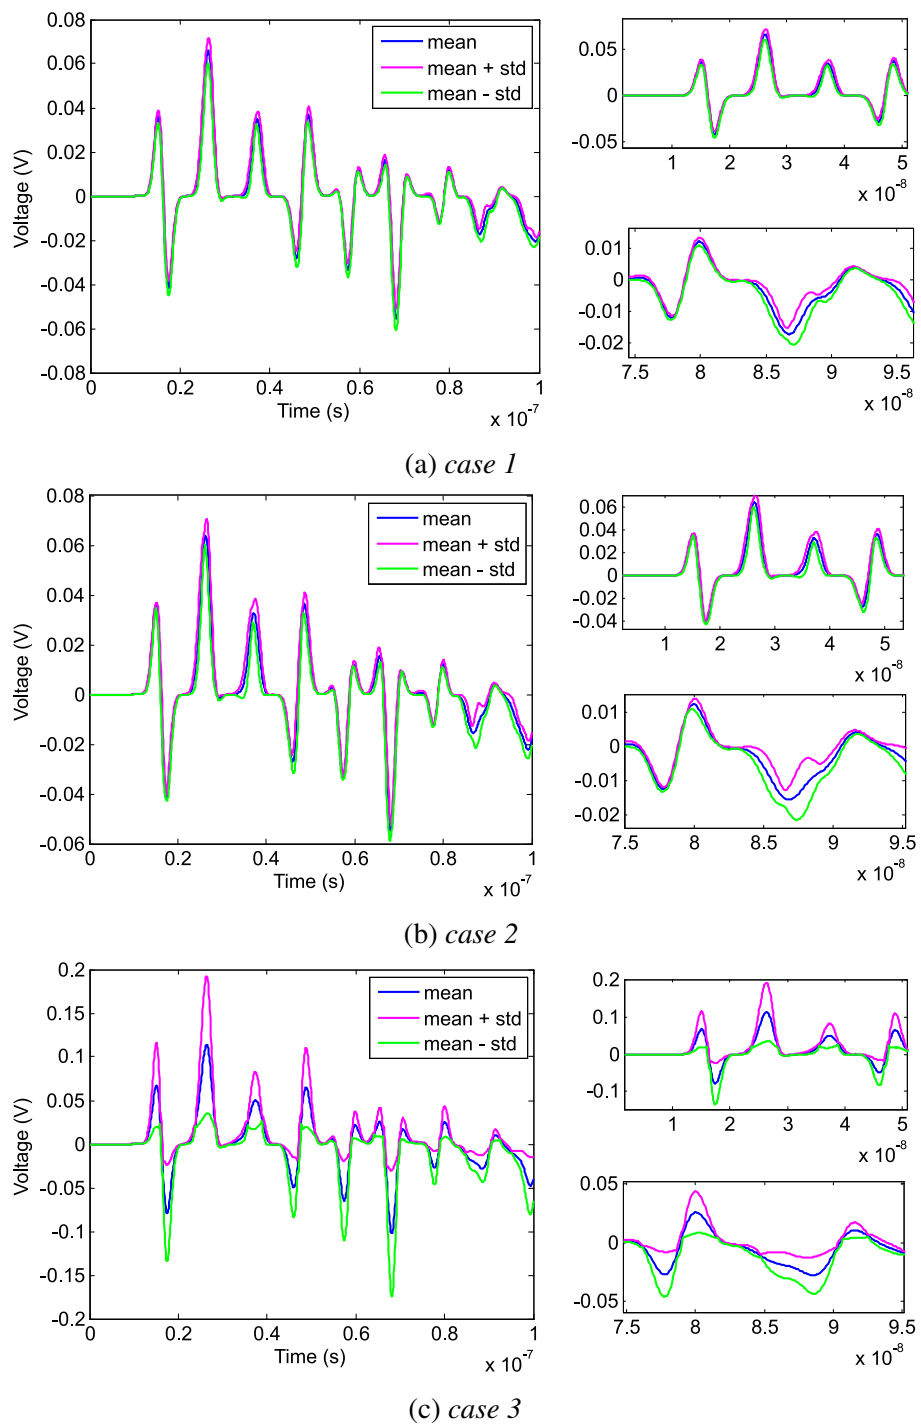 0.08
0.06
0.04
0.02
0
-0.02
-0.04
-0.06
-0.08
Voltage (V)
mean
mean + std
mean - std
0 0.2 0.4 0.6 0.8 1
Time (s)
x 10-7
0.05
0
-0.05
1 2 3 4 5
x 10-8
0.01
0
-0.01
-0.02
7.5 8 8.5 9 9.5
x 10-8
(a) case 1
0.08
0.06
0.04
0.02
0
-0.02
-0.04
-0.06
Voltage (V)
mean
mean + std
mean - std
0 0.2 0.4 0.6 0.8 1
Time (s)
x 10-7
0.06
0.04
0.02
0
-0.02
-0.04
1 2 3 4 5
x 10-8
0.01
0
-0.01
-0.02
7.5 8 8.5 9 9.5
x 10-8
(b) case 2
0.2
0.15
0.1
0.05
0
-0.05
-0.1
-0.15
-0.2
Voltage (V)
mean
mean + std
mean - std
0 0.2 0.4 0.6 0.8 1
Time (s)
x 10-7
0.2
0.1
0
-0.1
1 2 3 4 5
x 10-8
0.05
0
-0.05
7.5 8 8.5 9 9.5
x 10-8
(c) case 3